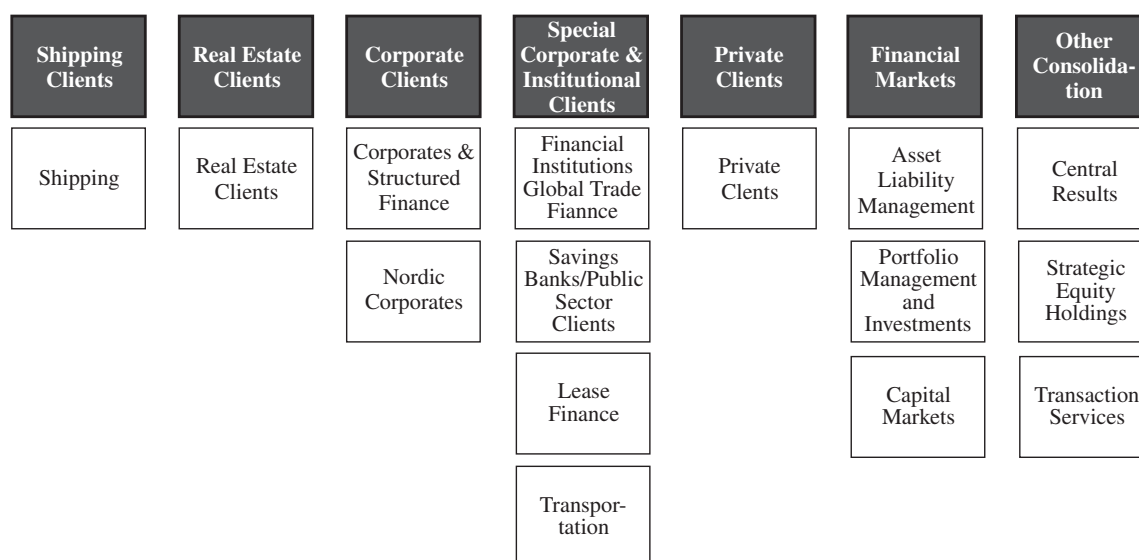 Shipping
Clients
Real Estate
Clients
Corporate
Clients
Special
Corporate &
Institutional
Clients
Private
Clients
Financial
Markets
Other
Consolida-
tion
Shipping
Real Estate
Clients
Corporates &
Structured
Finance
Financial
Institutions
Global Trade
Fiannce
Private
Clents
Asset
Liability
Management
Central
Results
Nordic
Corporates
Savings
Banks/Public
Sector
Clients
Portfolio
Management
and
Investments
Strategic
Equity
Holdings
Lease
Finance
Capital
Markets
Transaction
Services
Transpor-
tation